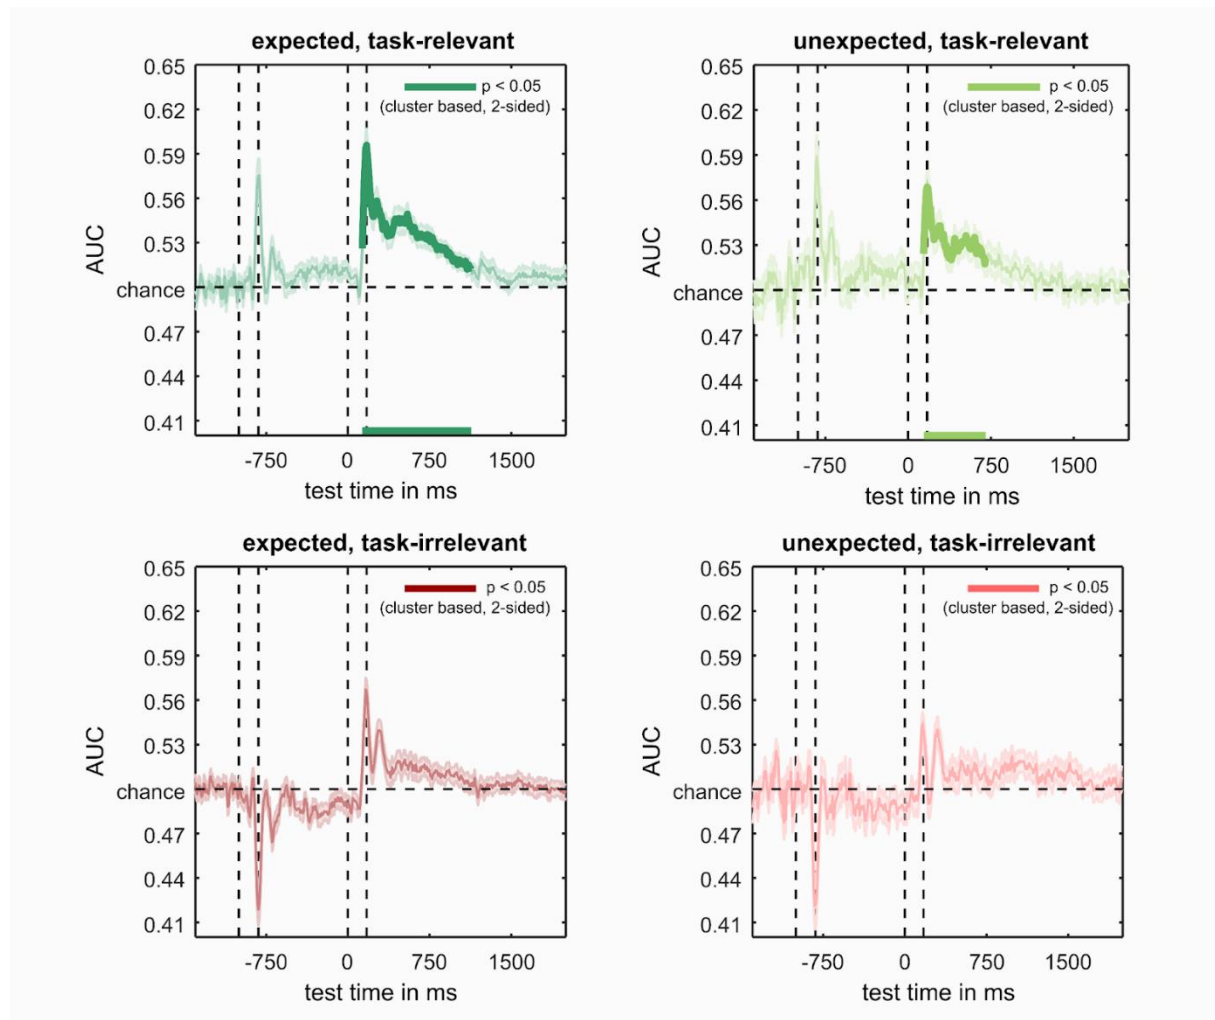 expected, task-relevant
0.65
p < 0.05
(cluster based, 2-sided)
0.62
0.59
0.56
0.53
AUC
chance
0.47
0.44
0.41
-750 0 750 1500
test time in ms
unexpected, task-relevant
0.65
p < 0.05
(cluster based, 2-sided)
0.62
0.59
0.56
0.53
AUC
chance
0.47
0.44
0.41
-750 0 750 1500
test time in ms
expected, task-irrelevant
0.65
p < 0.05
(cluster based, 2-sided)
0.62
0.59
0.56
0.53
AUC
chance
0.47
0.44
0.41
-750 0 750 1500
test time in ms
unexpected, task-irrelevant
0.65
p < 0.05
(cluster based, 2-sided)
0.62
0.59
0.56
0.53
AUC
chance
0.47
0.44
0.41
-750 0 750 1500
test time in ms